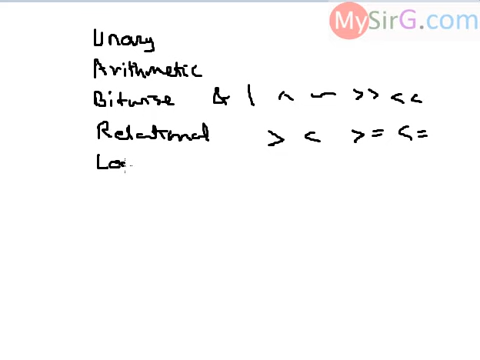 MySirG.com
Unary
Arithmetic
Bitwise & | ^ ~ >> <<
Relational > < >= <=
Lo